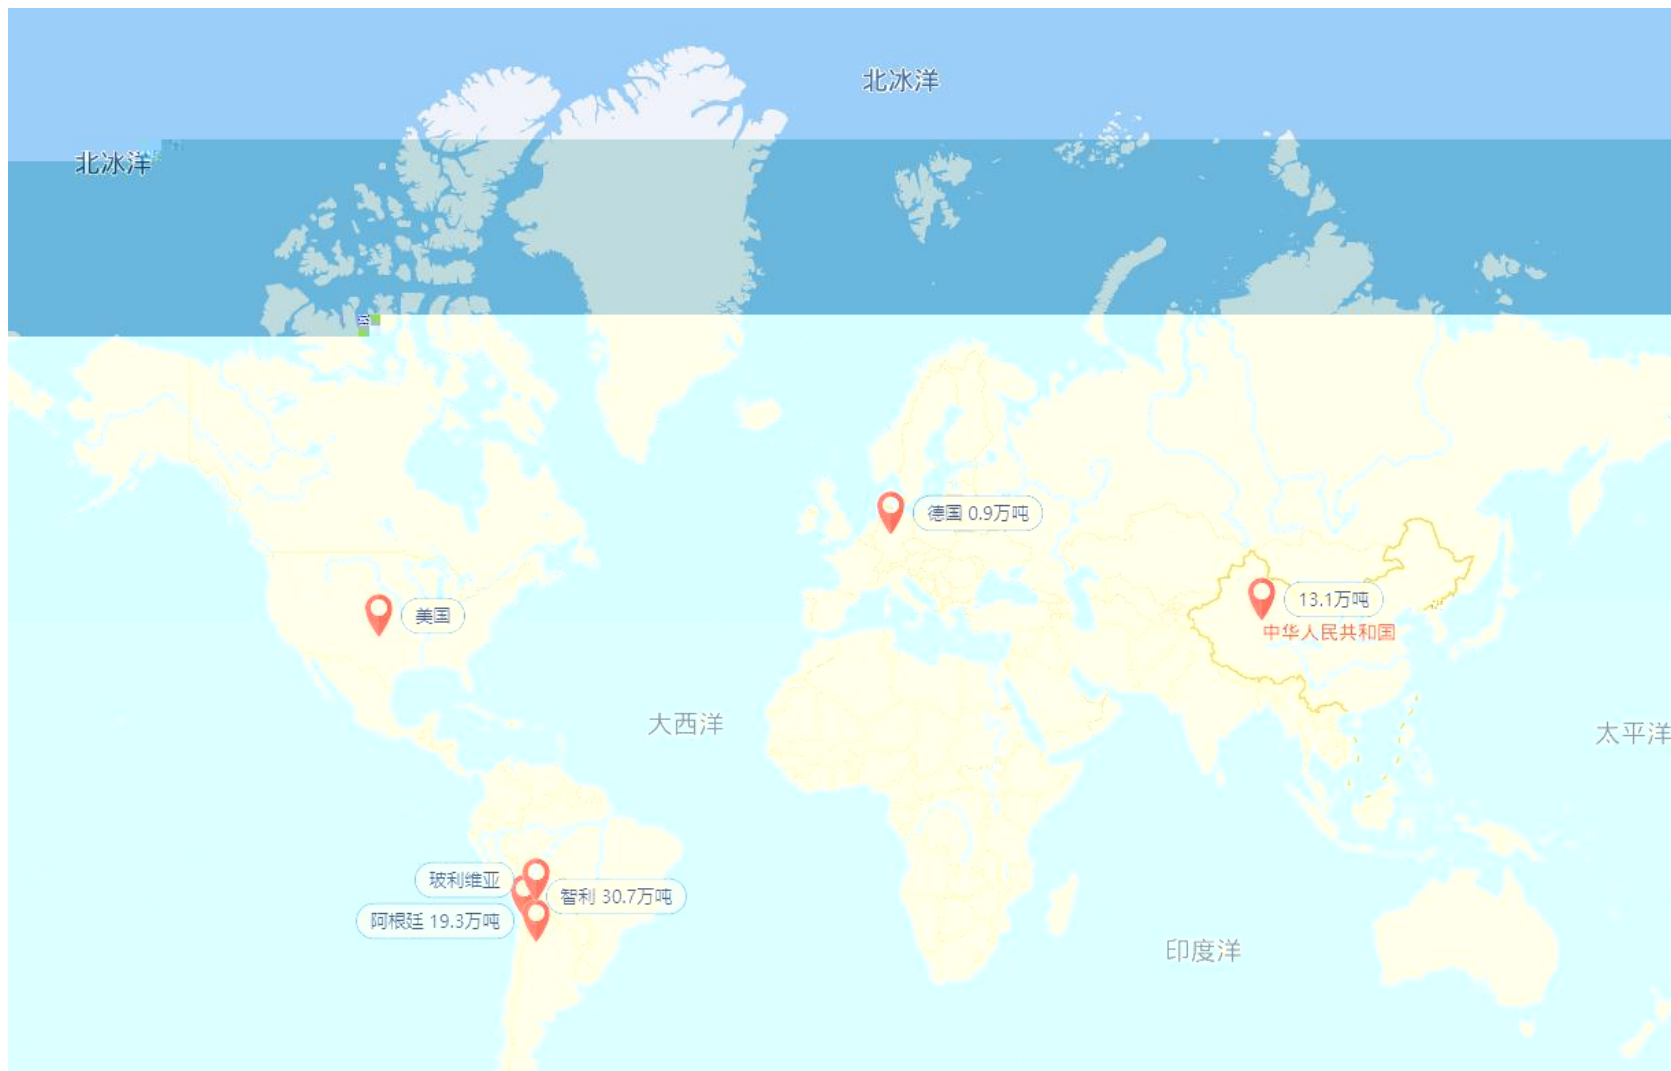 北冰洋
北冰洋
德国 0.9万吨
13.1万吨
美国
中华人民共和国
大西洋
太平洋
玻利维亚
智利 30.7万吨
阿根廷 19.3万吨
印度洋